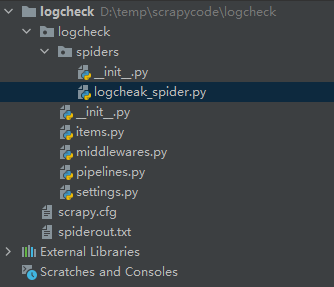 logcheck D:\temp\scrapycode\logcheck
logcheck
spiders
__init__.py
logcheak_spider.py
__init__.py
items.py
middlewares.py
pipelines.py
settings.py
scrapy.cfg
spiderout.txt
External Libraries
Scratches and Consoles